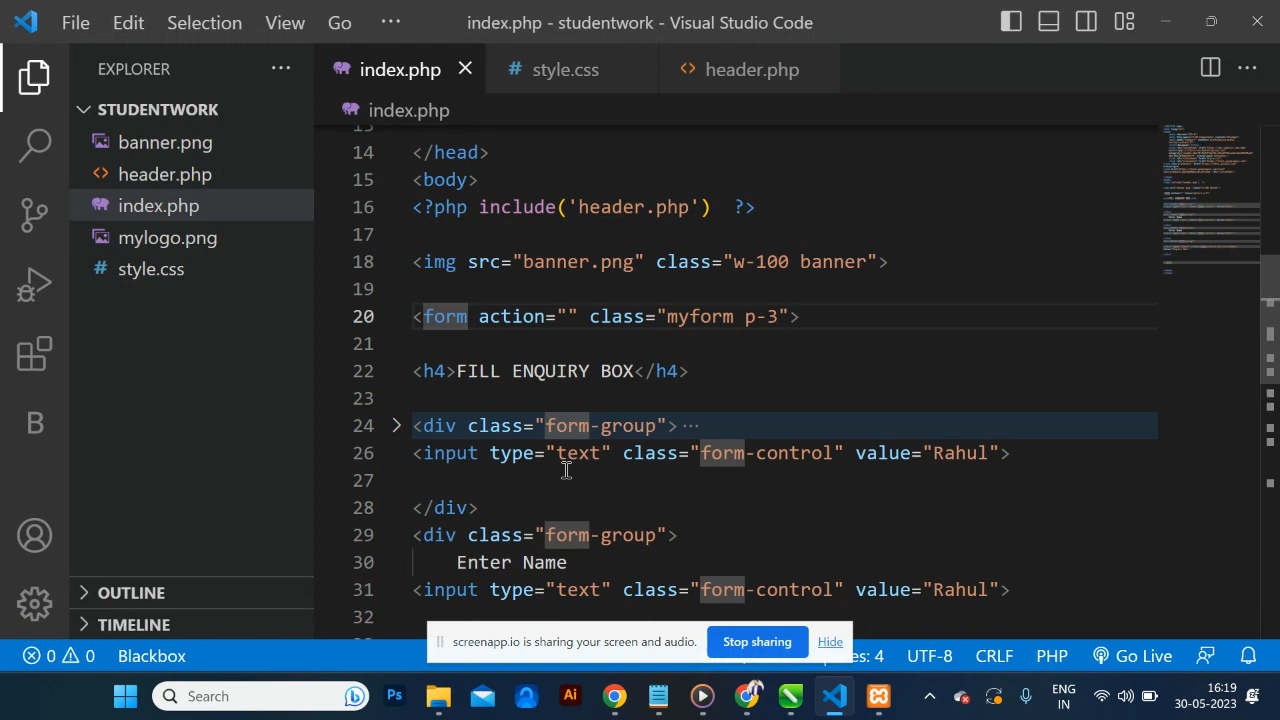 File Edit Selection View Go ··· index.php - studentwork - Visual Studio Code
EXPLORER ···
index.php style.css header.php ···
STUDENTWORK
index.php
banner.png
header.php
index.php
mylogo.png
style.css
14 </head>
15 <body>
16 <?php include('header.php') ?>
17
18 <img src="banner.png" class="w-100 banner">
19
20 <form action="" class="myform p-3">
21
22 <h4>FILL ENQUIRY BOX</h4>
23
24 <div class="form-group"> ···
26 <input type="text" class="form-control" value="Rahul">
27
28 </div>
29 <div class="form-group">
30 Enter Name
31 <input type="text" class="form-control" value="Rahul">
32
OUTLINE
TIMELINE
screenapp.io is sharing your screen and audio. Stop sharing Hide
0 0 Blackbox : 4 UTF-8 CRLF PHP Go Live
Search
Ps Ai
ENG
IN
16:19
30-05-2023